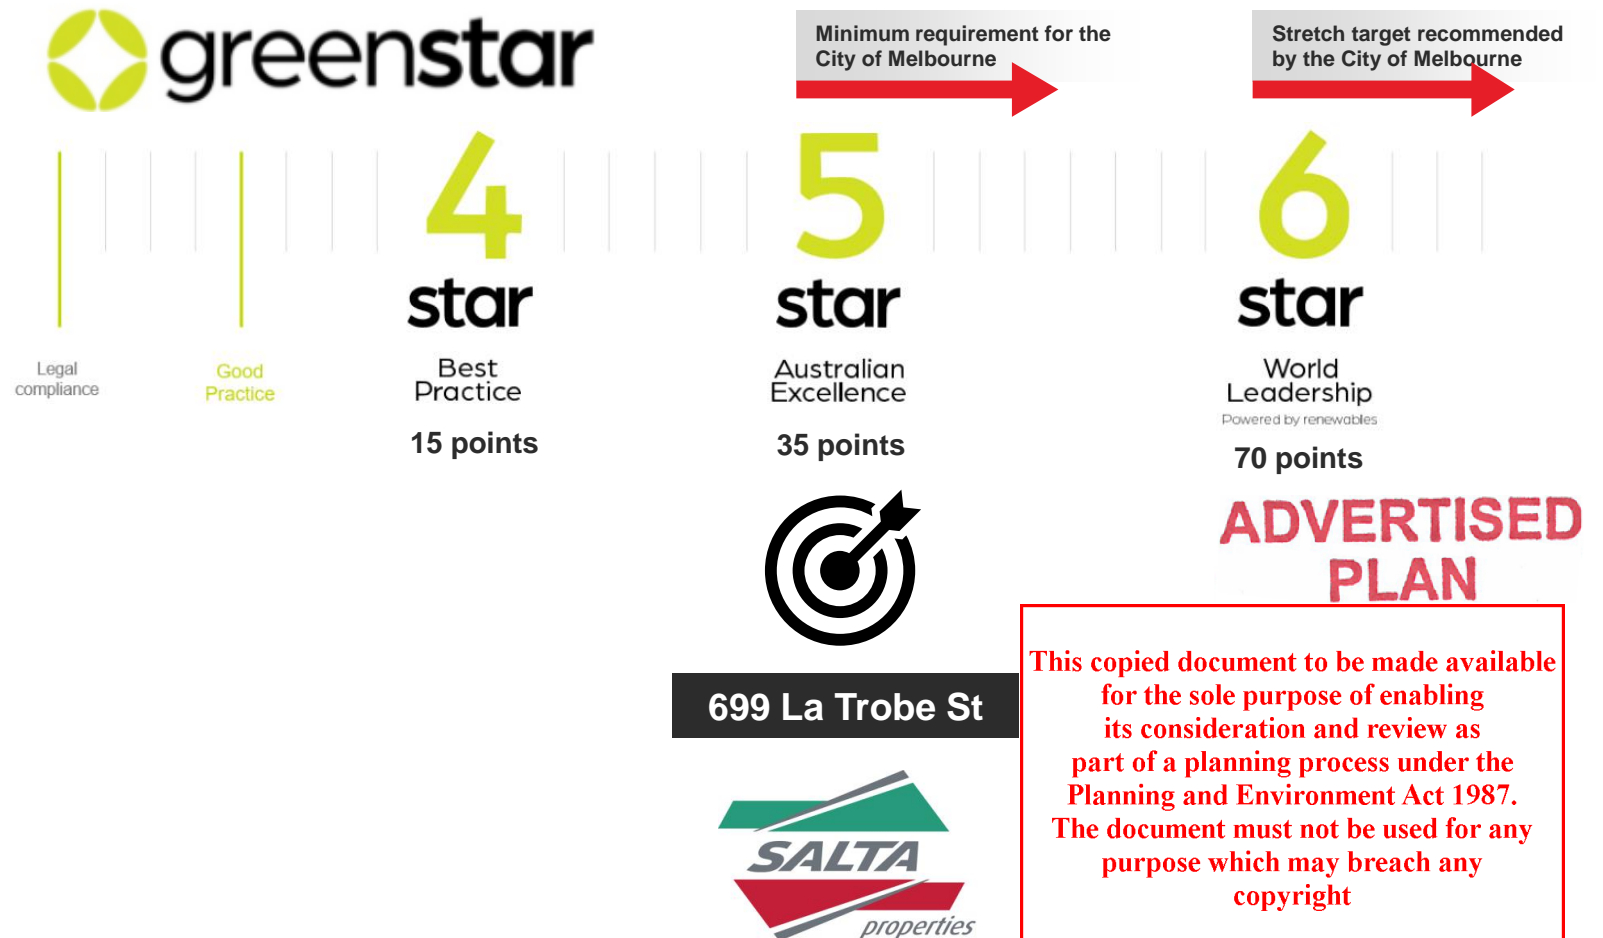 greenstar
Minimum requirement for the
City of Melbourne
Stretch target recommended
by the City of Melbourne
4
star
5
star
6
star
Legal
compliance
Good
Practice
Best
Practice
15 points
Australian
Excellence
35 points
World
Leadership
Powered by renewables
70 points
ADVERTISED
PLAN
699 La Trobe St
SALTA
properties
This copied document to be made available
for the sole purpose of enabling
its consideration and review as
part of a planning process under the
Planning and Environment Act 1987.
The document must not be used for any
purpose which may breach any
copyright